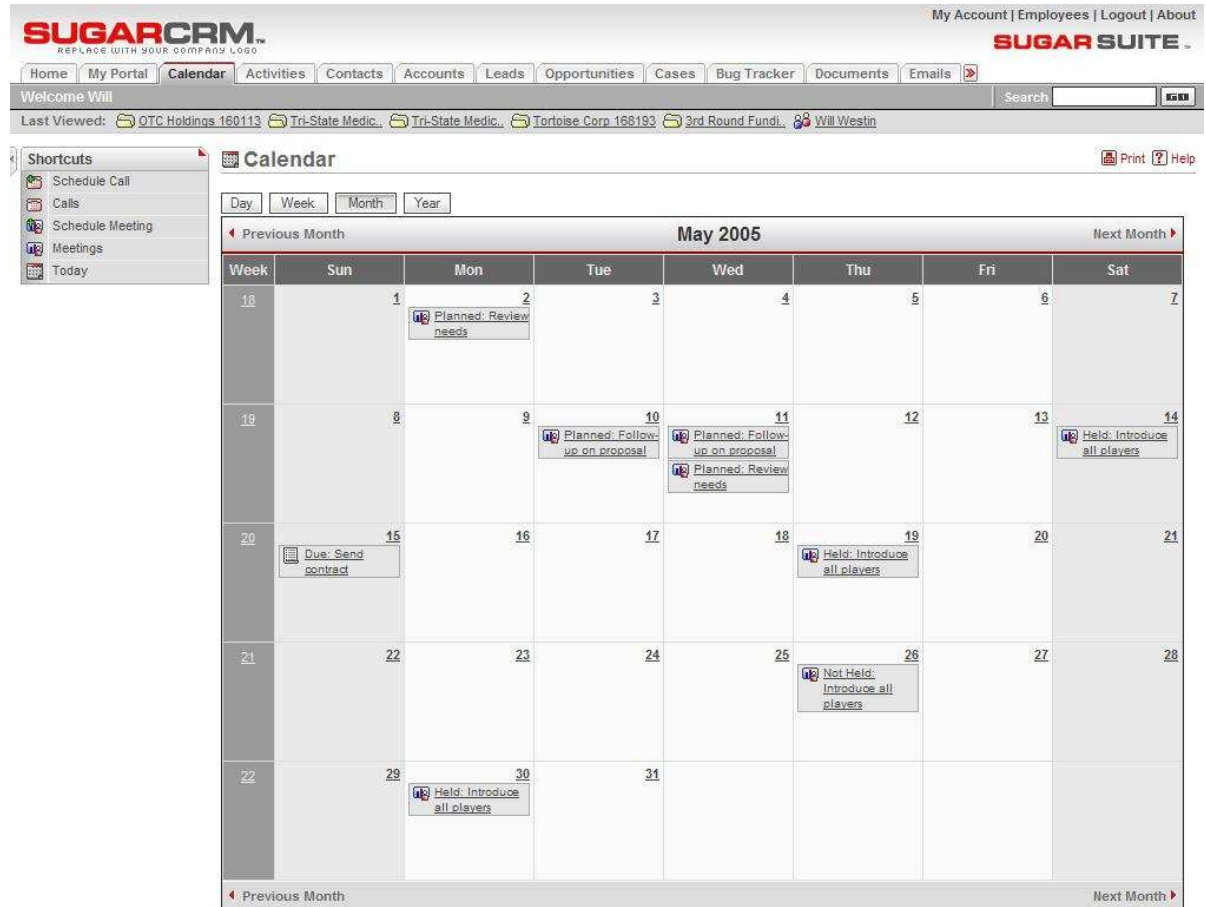 My Account | Employees | Logout | About
SUGARCRM™
REPLACE WITH YOUR COMPANY LOGO
SUGAR SUITE
Home My Portal Calendar Activities Contacts Accounts Leads Opportunities Cases Bug Tracker Documents Emails
Welcome Will Search GO
Last Viewed: OTC Holdings 160113 Tri-State Medic.. Tri-State Medic.. Tortoise Corp 168193 3rd Round Fundi.. Will Westin
Shortcuts
Schedule Call
Calls
Schedule Meeting
Meetings
Today
Calendar Print ? Help
Day Week Month Year
Previous Month May 2005 Next Month
Week Sun Mon Tue Wed Thu Fri Sat
18 1 2 3 4 5 6 7
Planned: Review
needs
19 8 9 10 11 12 13 14
Planned: Follow-
up on proposal
Planned: Follow-
up on proposal
Planned: Review
needs
Held: Introduce
all players
20 15 16 17 18 19 20 21
Due: Send
contract
Held: Introduce
all players
21 22 23 24 25 26 27 28
Not Held:
Introduce all
players
22 29 30 31
Held: Introduce
all players
Previous Month Next Month